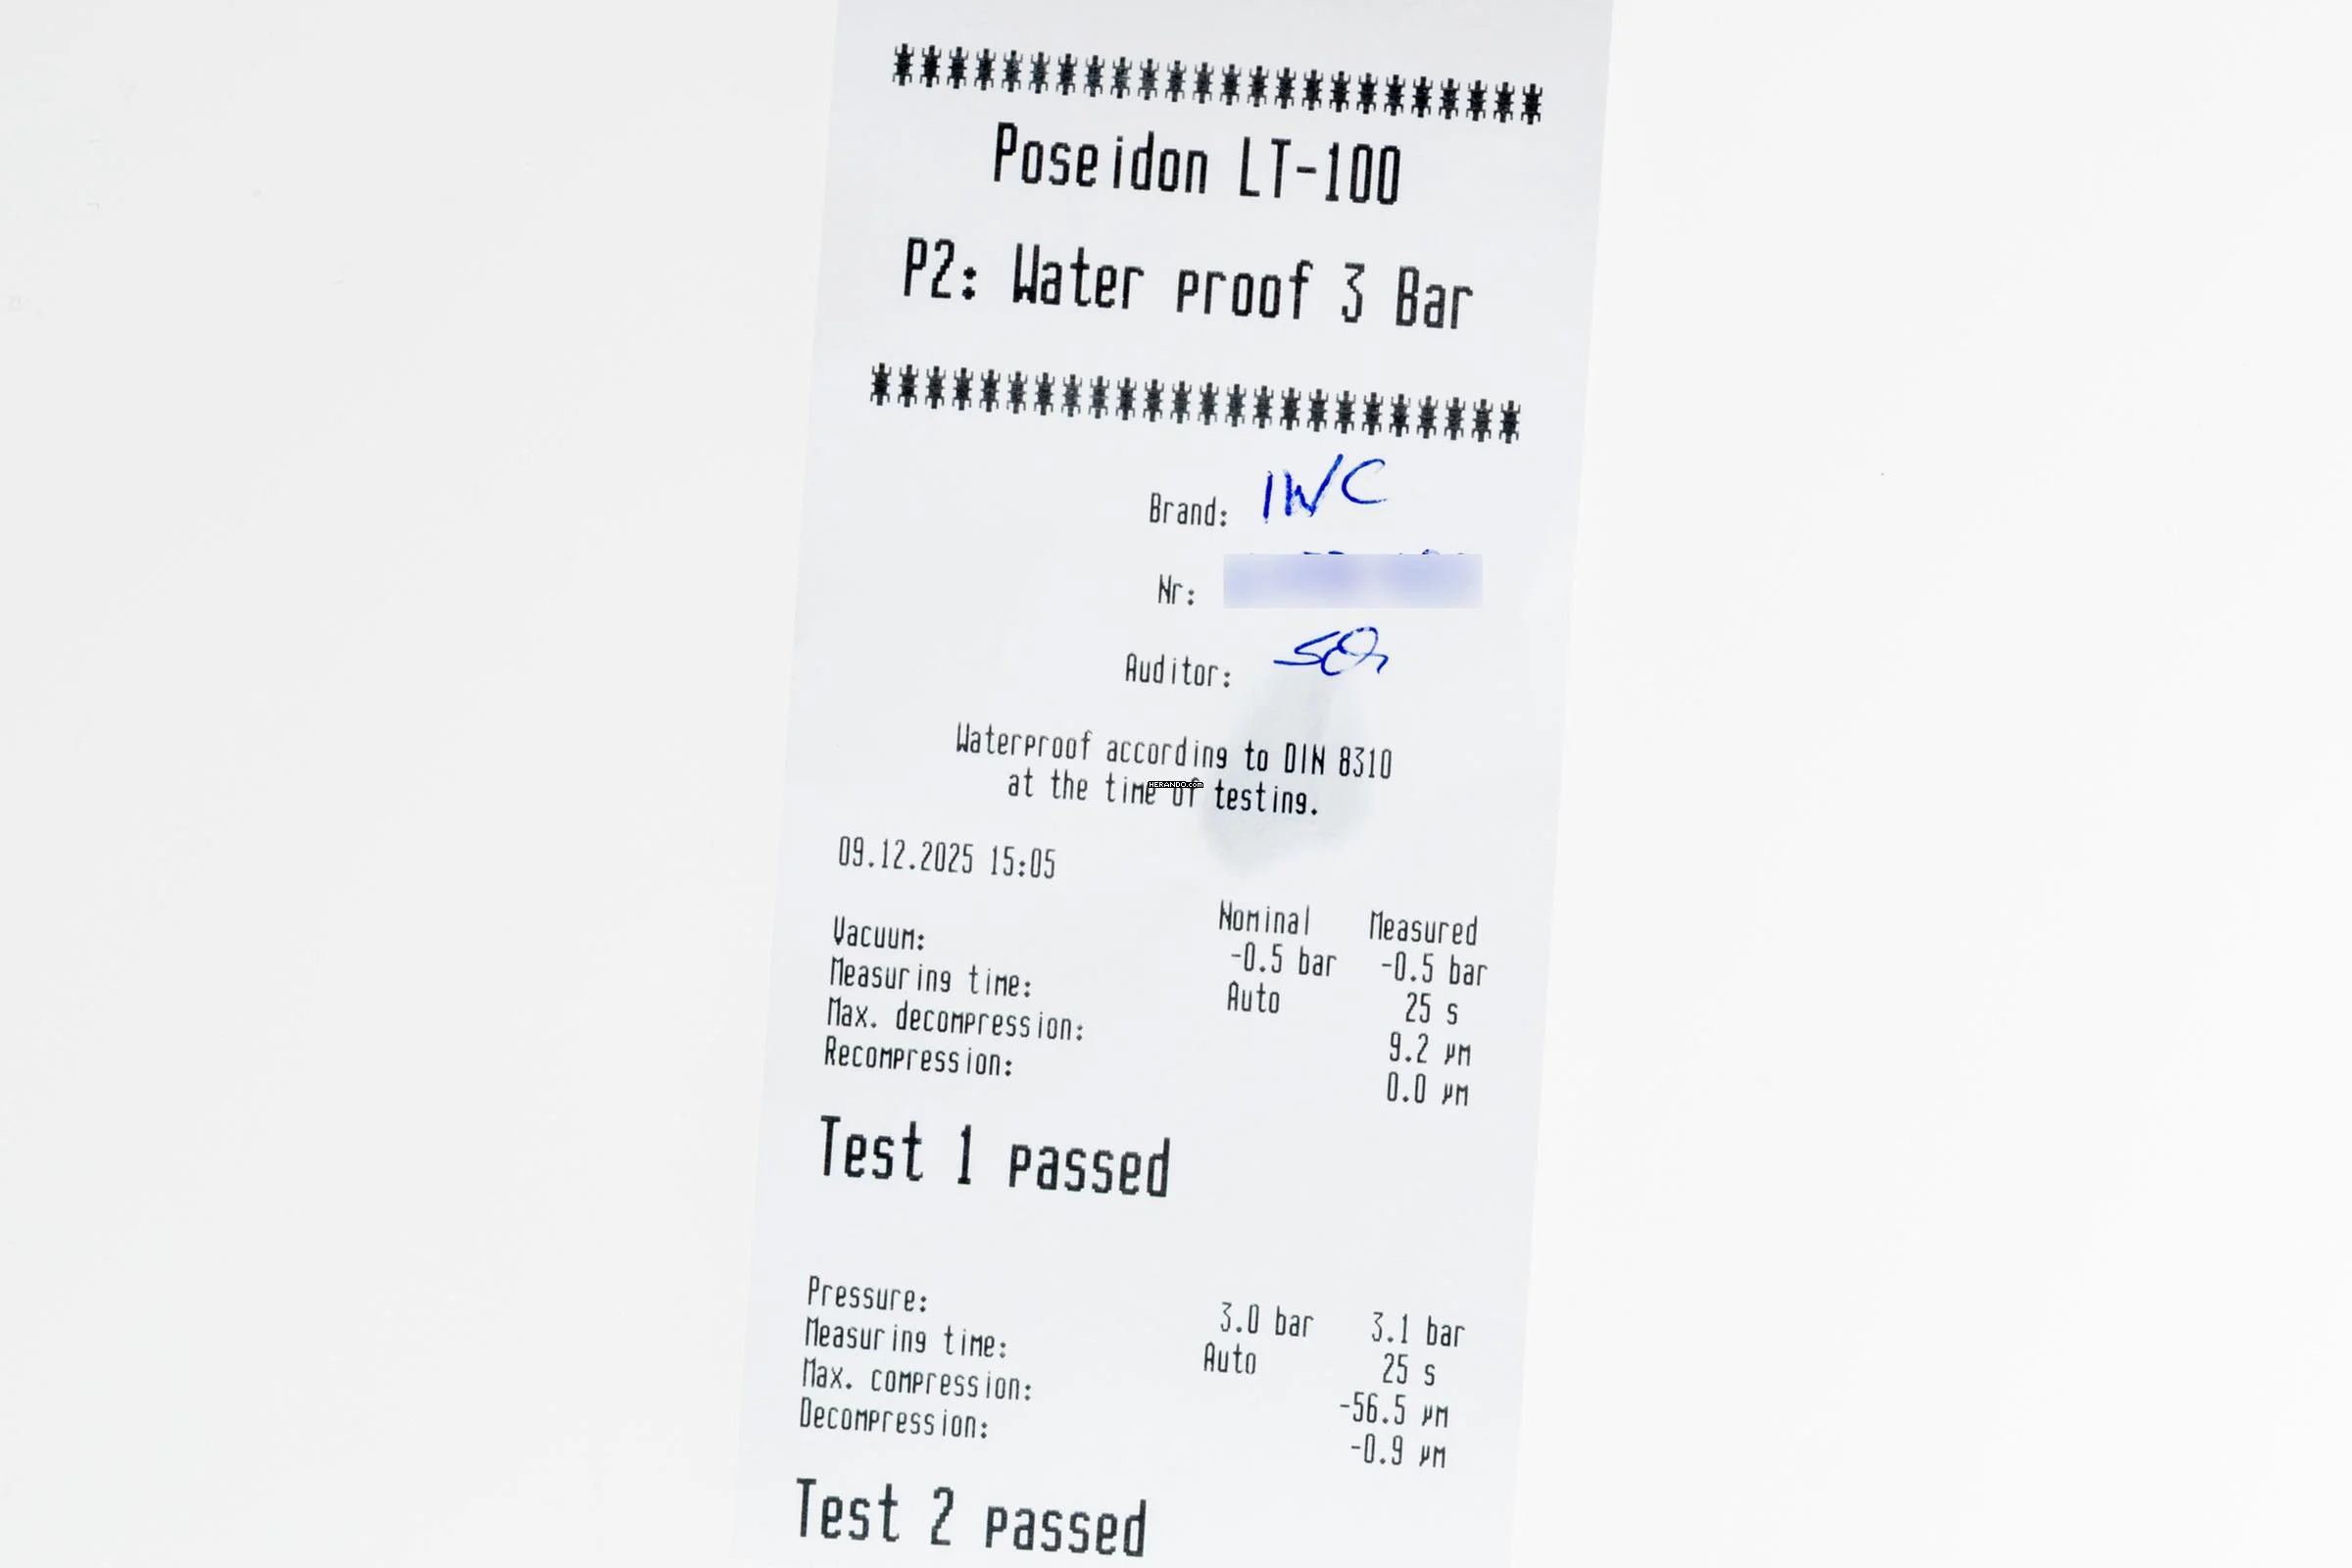 ************************
Poseidon LT-100
P2: Water proof 3 Bar
************************
Brand: IWC
Nr:
Auditor:
Waterproof according to DIN 8310
at the time of testing.
HERANDO.com
09.12.2025 15:05
Nominal Measured
Vacuum: -0.5 bar -0.5 bar
Measuring time: Auto 25 s
Max. decompression: 9.2 µm
Recompression: 0.0 µm
Test 1 passed
Pressure: 3.0 bar 3.1 bar
Measuring time: Auto 25 s
Max. compression: -56.5 µm
Decompression: -0.9 µm
Test 2 passed